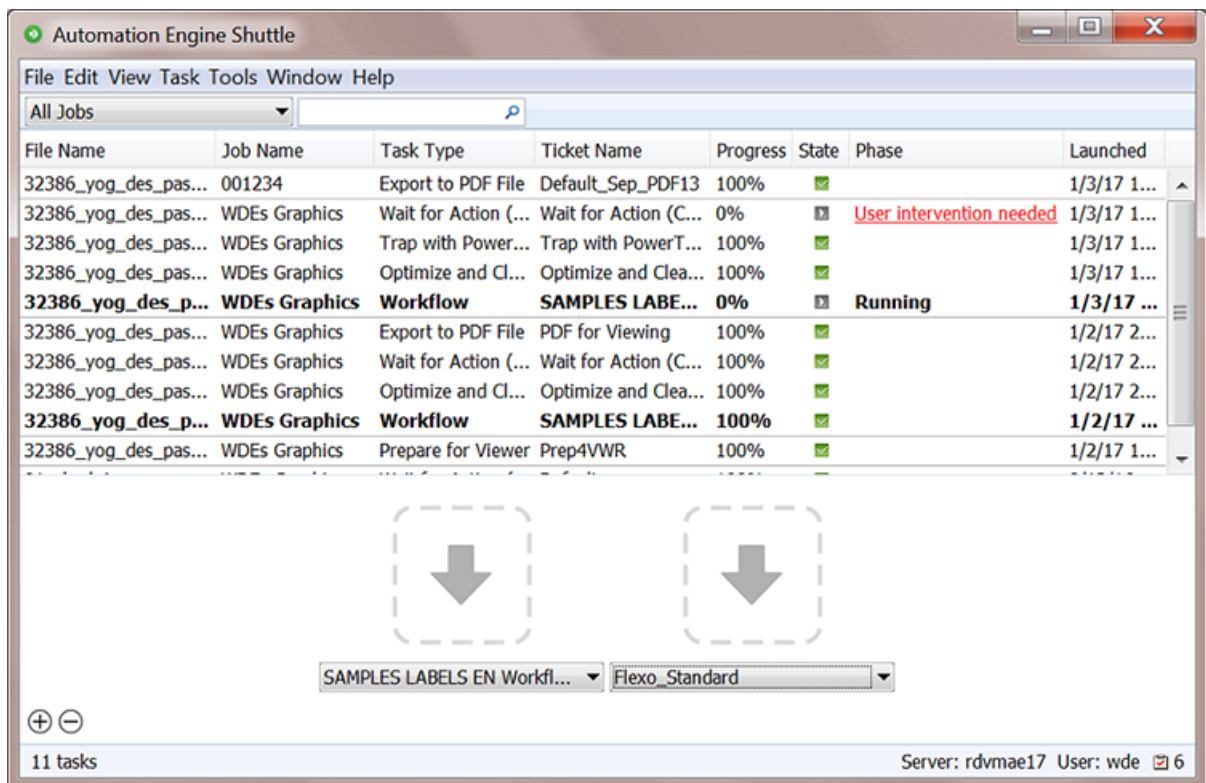 Automation Engine Shuttle
File Edit View Task Tools Window Help
All Jobs
File Name Job Name Task Type Ticket Name Progress State Phase Launched
32386_yog_des_pas... 001234 Export to PDF File Default_Sep_PDF13 100% 1/3/17 1...
32386_yog_des_pas... WDEs Graphics Wait for Action (... Wait for Action (C... 0% User intervention needed 1/3/17 1...
32386_yog_des_pas... WDEs Graphics Trap with Power... Trap with PowerT... 100% 1/3/17 1...
32386_yog_des_pas... WDEs Graphics Optimize and Cl... Optimize and Clea... 100% 1/3/17 1...
32386_yog_des_p... WDEs Graphics Workflow SAMPLES LABE... 0% Running 1/3/17 ...
32386_yog_des_pas... WDEs Graphics Export to PDF File PDF for Viewing 100% 1/2/17 2...
32386_yog_des_pas... WDEs Graphics Wait for Action (... Wait for Action (C... 100% 1/2/17 2...
32386_yog_des_pas... WDEs Graphics Optimize and Cl... Optimize and Clea... 100% 1/2/17 2...
32386_yog_des_p... WDEs Graphics Workflow SAMPLES LABE... 100% 1/2/17 ...
32386_yog_des_pas... WDEs Graphics Prepare for Viewer Prep4VWR 100% 1/2/17 1...
SAMPLES LABELS EN Workfl... Flexo_Standard
11 tasks Server: rdvmae17 User: wde 6